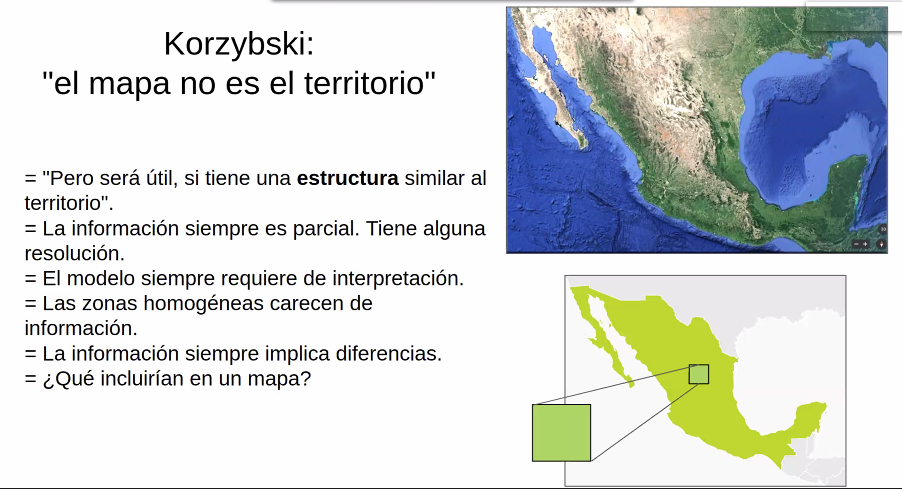 Korzybski:
"el mapa no es el territorio"
= "Pero será útil, si tiene una estructura similar al
territorio".
= La información siempre es parcial. Tiene alguna
resolución.
= El modelo siempre requiere de interpretación.
= Las zonas homogéneas carecen de
información.
= La información siempre implica diferencias.
= ¿Qué incluirían en un mapa?